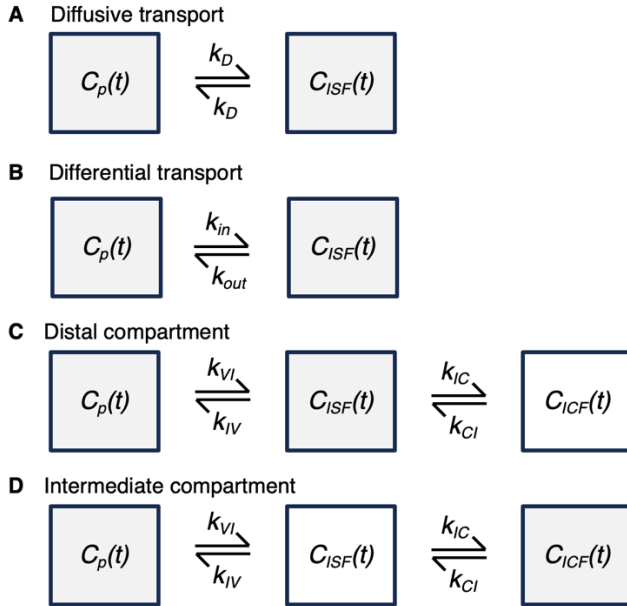 A Diffusive transport
Cp(t) kD kD CISF(t)
B Differential transport
Cp(t) kin kout CISF(t)
C Distal compartment
Cp(t) kVI kIV CISF(t) kIC kCI CICF(t)
D Intermediate compartment
Cp(t) kVI kIV CISF(t) kIC kCI CICF(t)